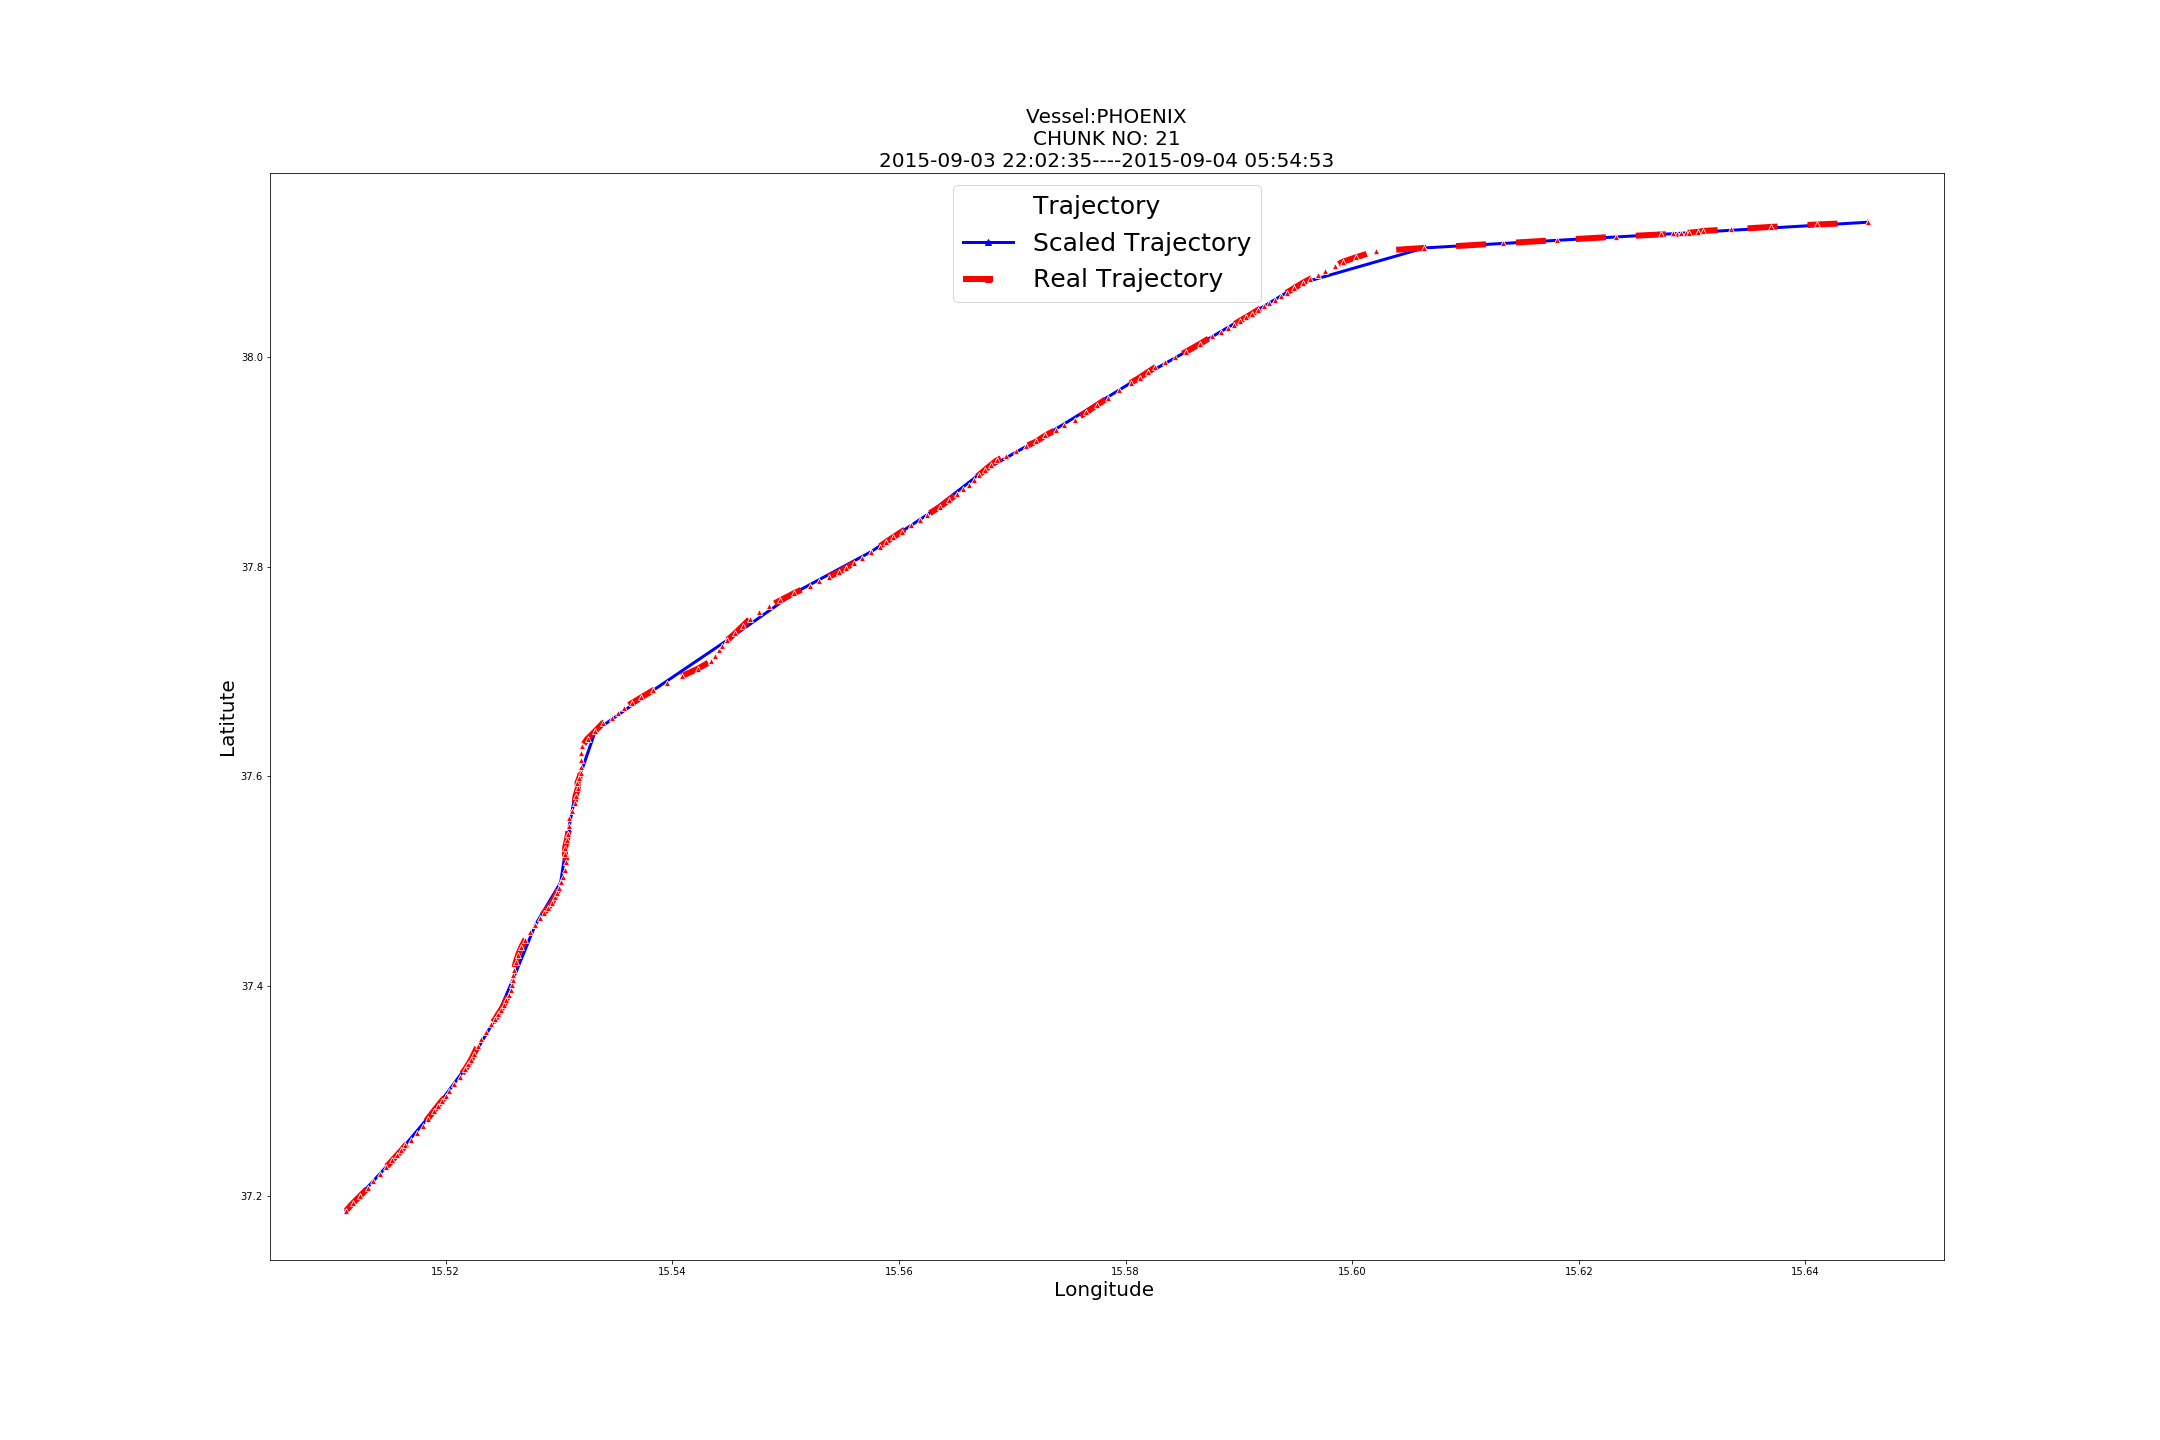 Vessel:PHOENIX
CHUNK NO: 21
2015-09-03 22:02:35----2015-09-04 05:54:53
Trajectory
Scaled Trajectory
Real Trajectory
Latitute
38.0
37.8
37.6
37.4
37.2
15.52 15.54 15.56 15.58 15.60 15.62 15.64
Longitude